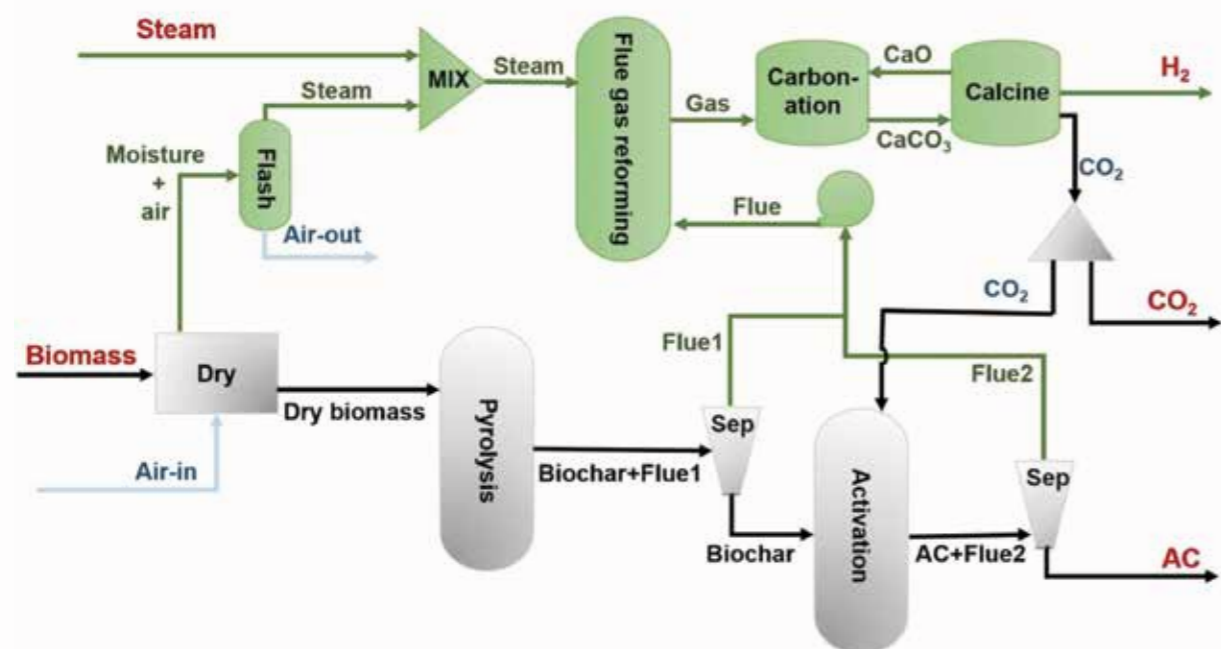 Steam
Steam
MIX
Steam
Flue gas reforming
Gas
Carbon-
ation
CaO
CaCO₃
Calcine
H₂
CO₂
Moisture
+
air
Flash
Air-out
Flue
CO₂
CO₂
Biomass
Dry
Dry biomass
Air-in
Pyrolysis
Biochar+Flue1
Flue1
Sep
Biochar
Activation
AC+Flue2
Flue2
Sep
AC